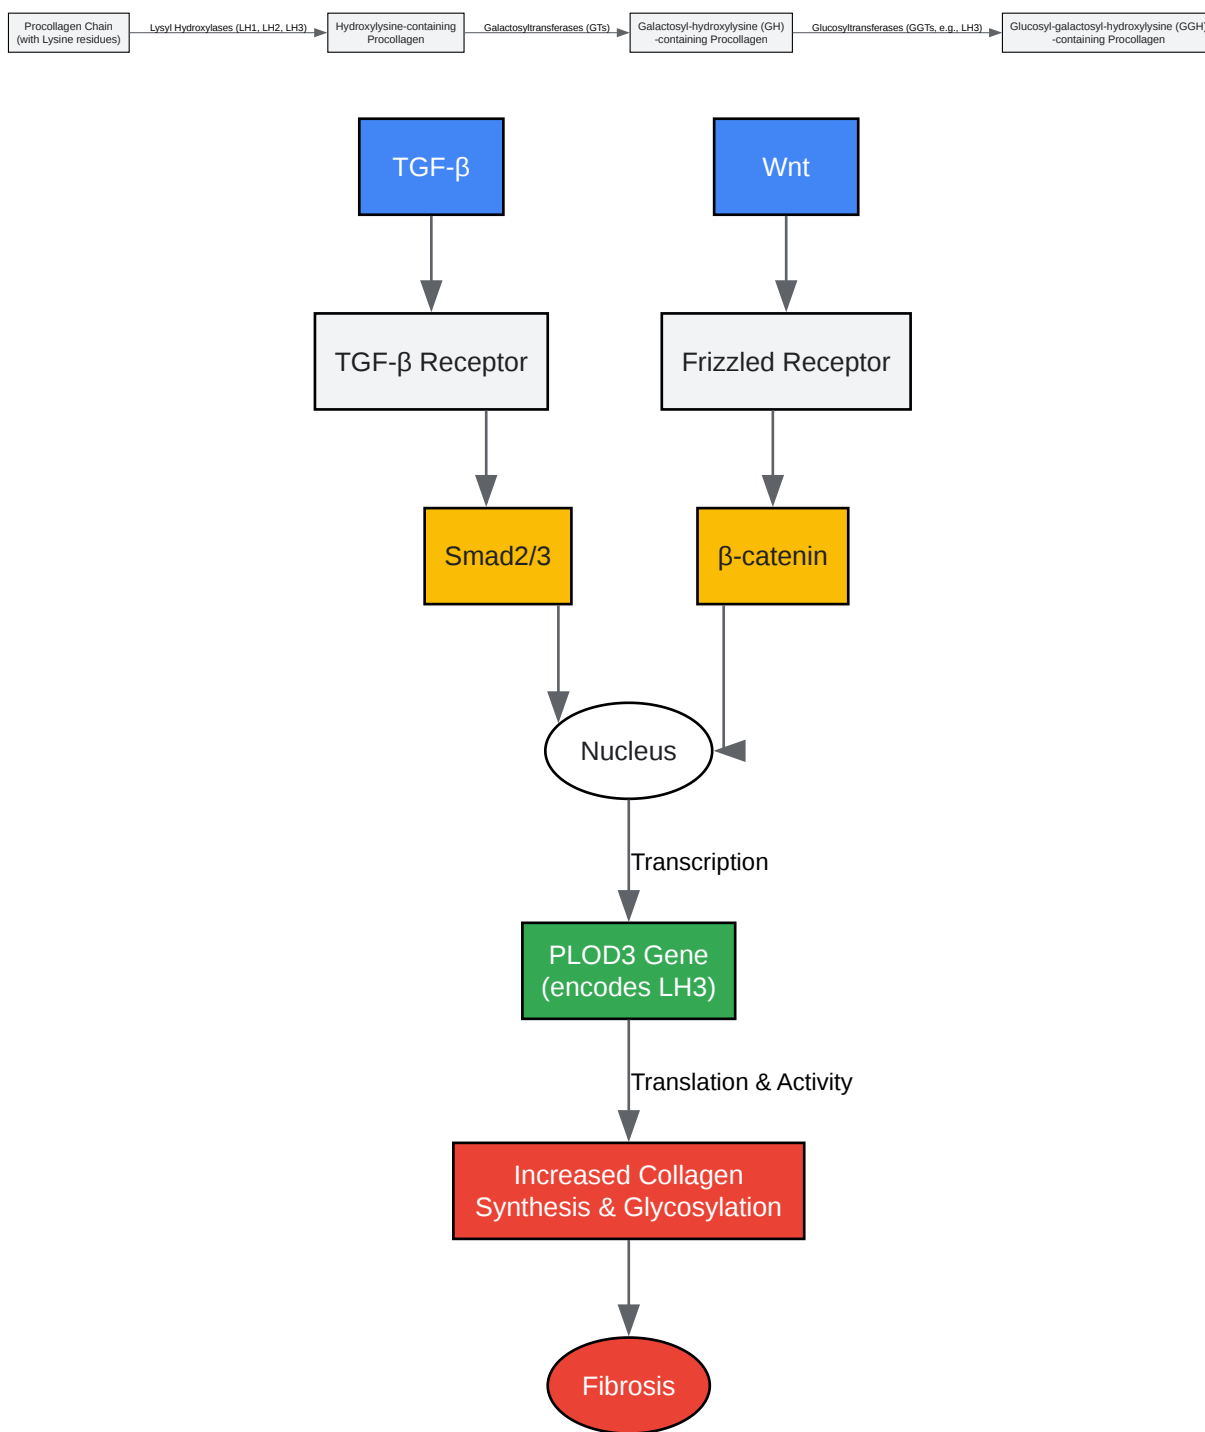 Procollagen Chain
(with Lysine residues)
Lysyl Hydroxylases (LH1, LH2, LH3)
Hydroxylysine-containing
Procollagen
Galactosyltransferases (GTs)
Galactosyl-hydroxylysine (GH)
-containing Procollagen
Glucosyltransferases (GGTs, e.g., LH3)
Glucosyl-galactosyl-hydroxylysine (GGH)
-containing Procollagen
TGF-β
Wnt
TGF-β Receptor
Frizzled Receptor
Smad2/3
β-catenin
Nucleus
Transcription
PLOD3 Gene
(encodes LH3)
Translation & Activity
Increased Collagen
Synthesis & Glycosylation
Fibrosis